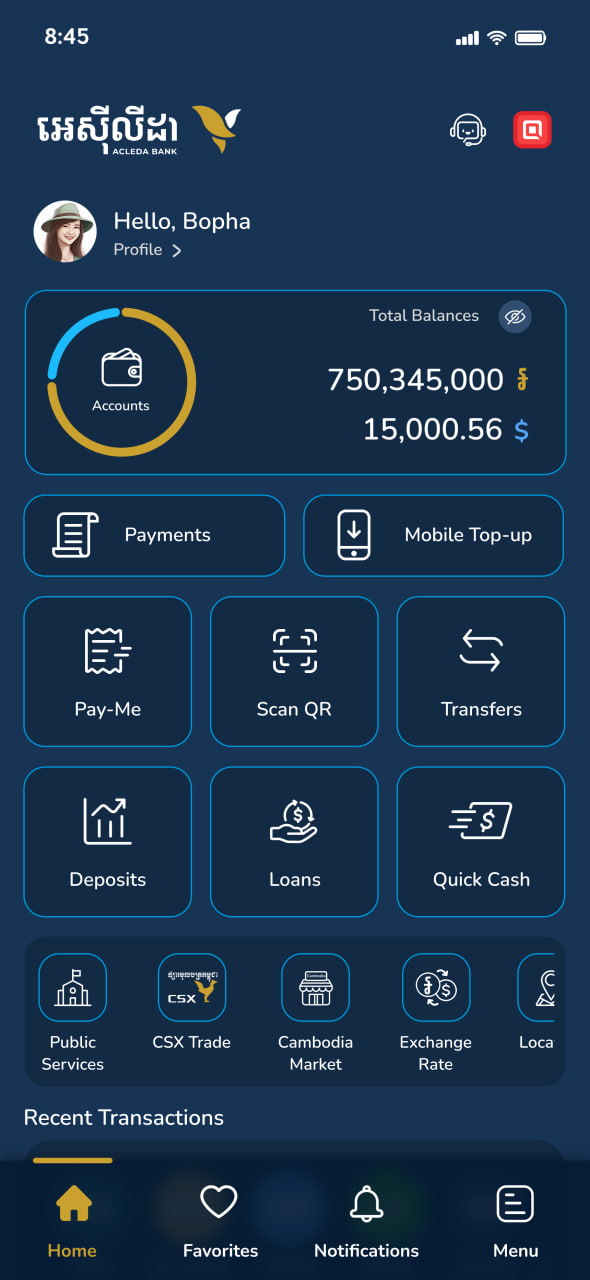 8:45
អេស៊ីលីដា
ACLEDA BANK
Hello, Bopha
Profile
Total Balances
Accounts
750,345,000 ៛
15,000.56 $
Payments
Mobile Top-up
Pay-Me
Scan QR
Transfers
Deposits
Loans
Quick Cash
CSX
Cambodia
Public
Services
CSX Trade
Cambodia
Market
Exchange
Rate
Loca
Recent Transactions
Home
Favorites
Notifications
Menu